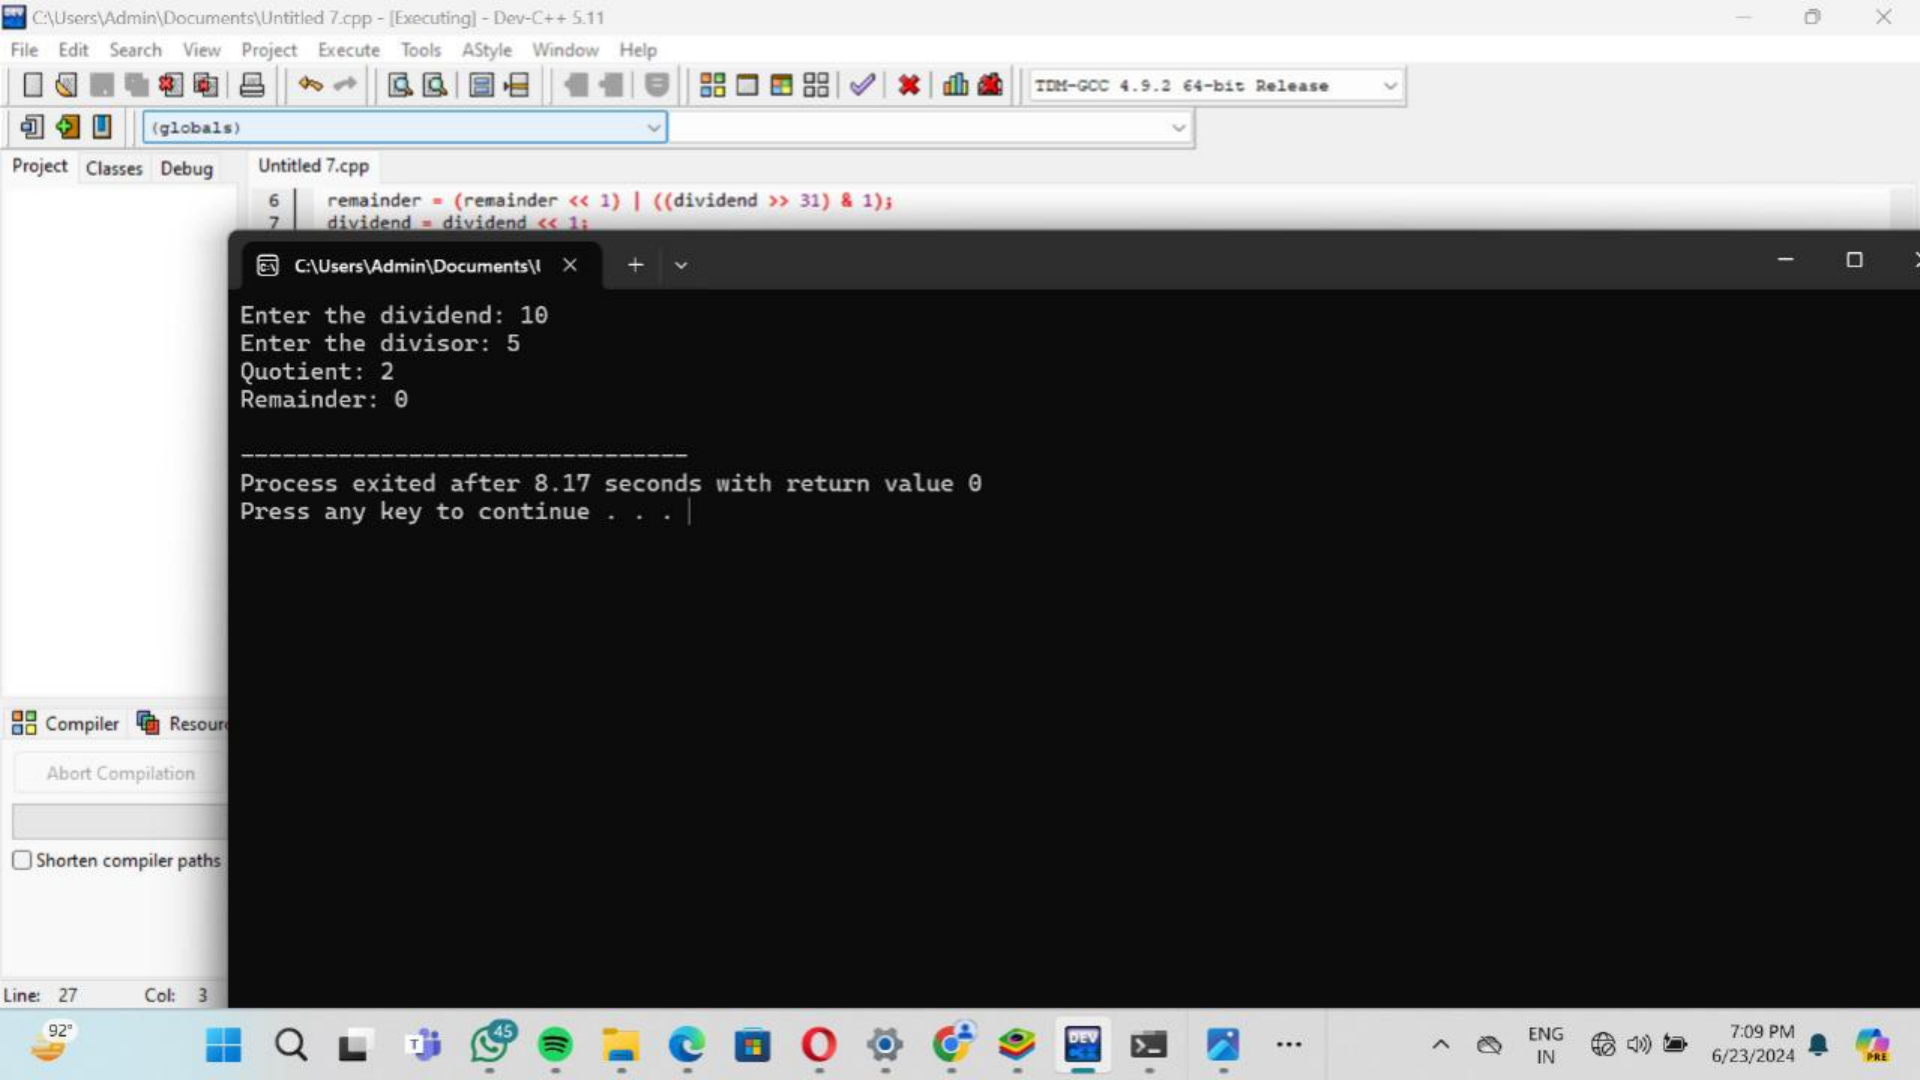 C:\Users\Admin\Documents\Untitled 7.cpp - [Executing] - Dev-C++ 5.11
File Edit Search View Project Execute Tools AStyle Window Help
TDM-GCC 4.9.2 64-bit Release
(globals)
Project Classes Debug Untitled 7.cpp
6 remainder = (remainder << 1) | ((dividend >> 31) & 1);
7 dividend = dividend << 1;
C:\Users\Admin\Documents\
Enter the dividend: 10
Enter the divisor: 5
Quotient: 2
Remainder: 0
--------------------------------
Process exited after 8.17 seconds with return value 0
Press any key to continue . . .
Compiler Resour
Abort Compilation
Shorten compiler paths
Line: 27 Col: 3
92°
45
DEV
PRE
ENG
IN
7:09 PM
6/23/2024